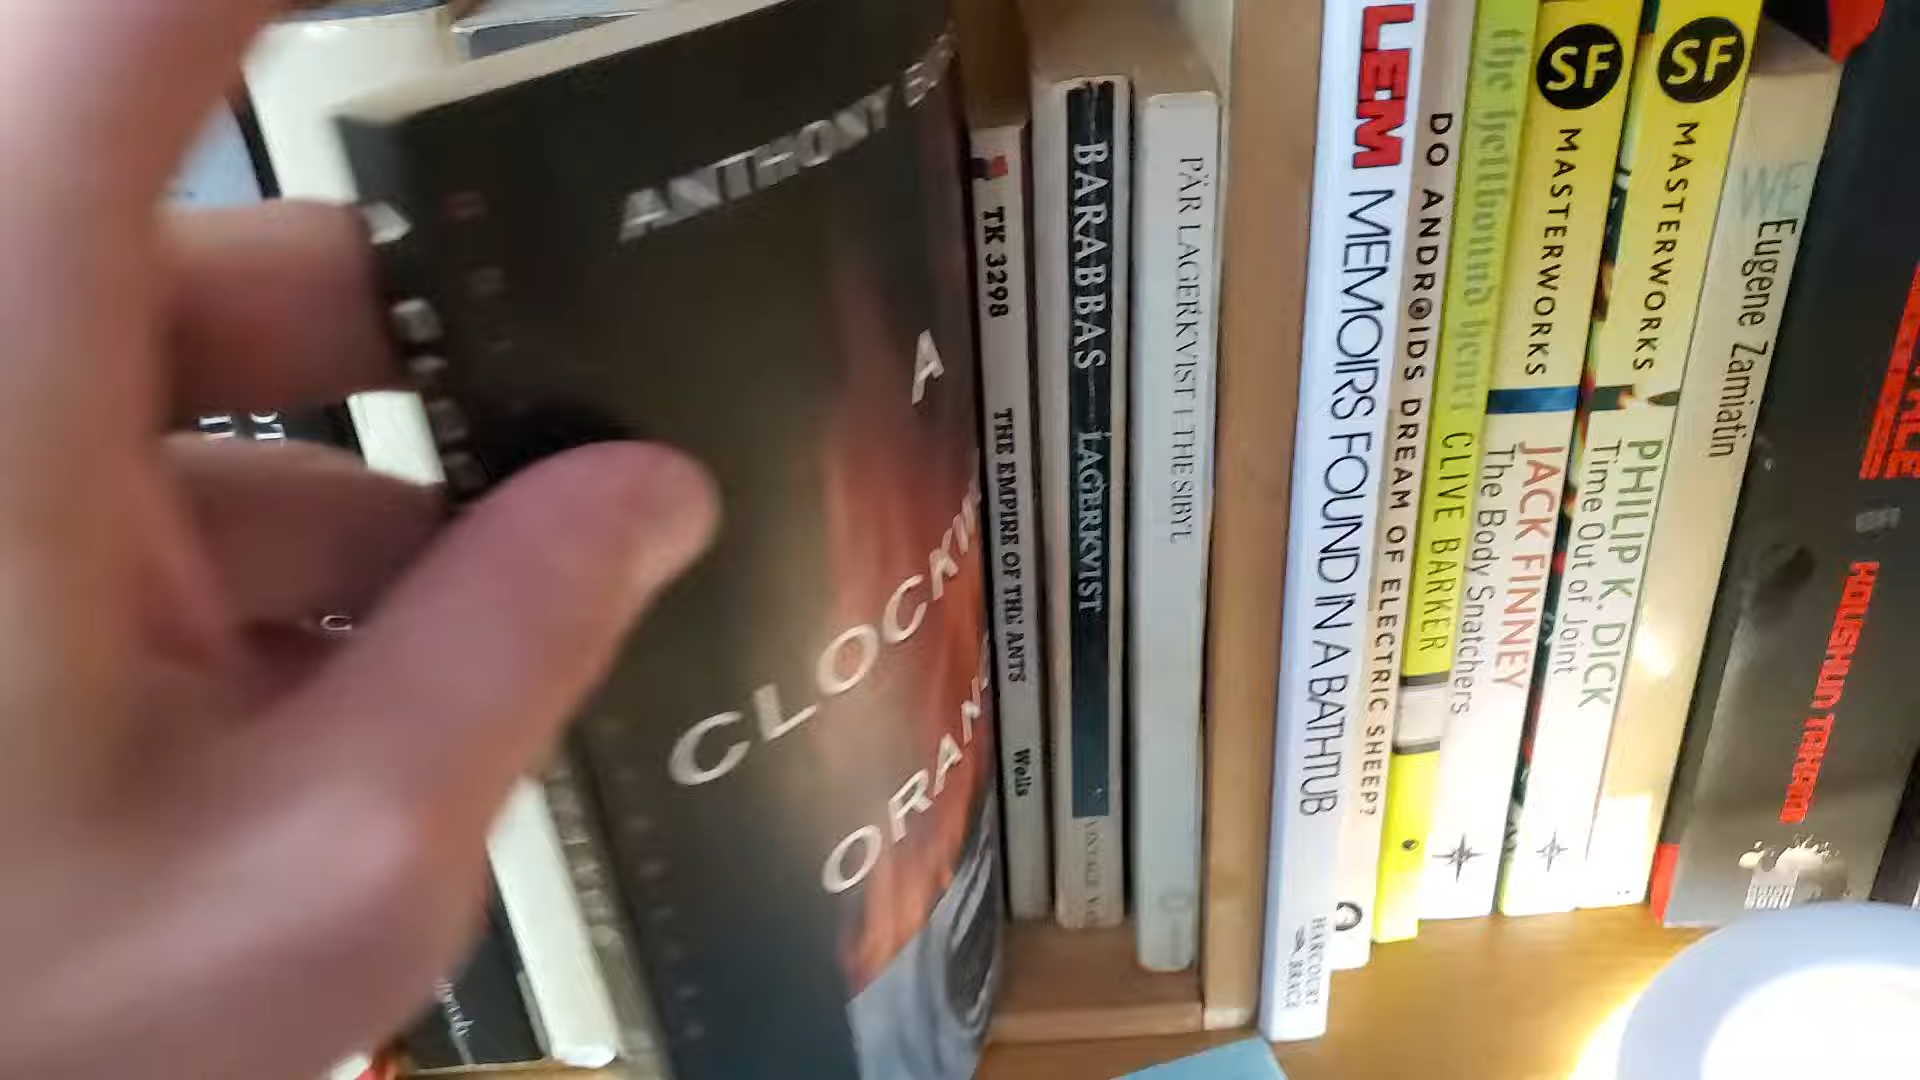 ANTHONY
A
CLOCKW
ORANG
TK 3298 THE EMPIRE OF THE ANTS Wells
BARABBAS LAGERKVIST
PÄR LAGERKVIST | THE SIBYL
LEM MEMOIRS FOUND IN A BATHTUB
HARCOURT BRACE
DO ANDROIDS DREAM OF ELECTRIC SHEEP?
the hellbound heart CLIVE BARKER
SF MASTERWORKS
JACK FINNEY
The Body Snatchers
SF MASTERWORKS
PHILIP K. DICK
Time Out of Joint
WE
Eugene Zamiatin
KOUSHUN TAKAMI